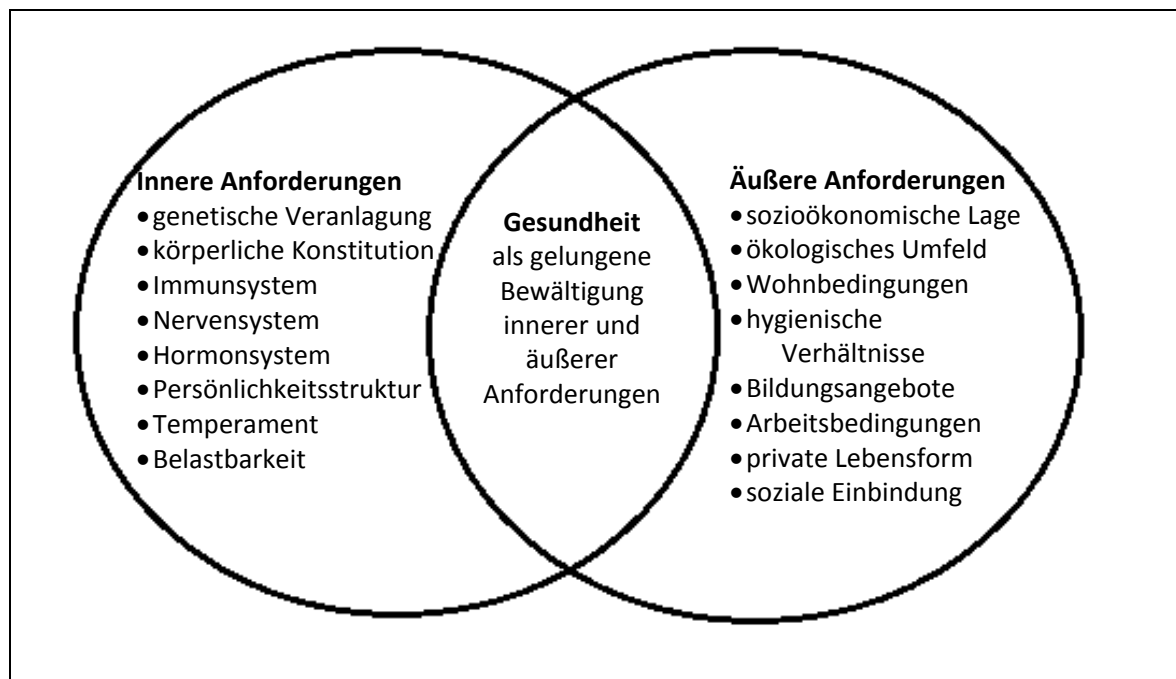 Innere Anforderungen
•genetische Veranlagung
•körperliche Konstitution
•Immunsystem
•Nervensystem
•Hormonsystem
•Persönlichkeitsstruktur
•Temperament
•Belastbarkeit
Gesundheit
als gelungene
Bewältigung
innerer und
äußerer
Anforderungen
Äußere Anforderungen
•sozioökonomische Lage
•ökologisches Umfeld
•Wohnbedingungen
•hygienische
Verhältnisse
•Bildungsangebote
•Arbeitsbedingungen
•private Lebensform
•soziale Einbindung